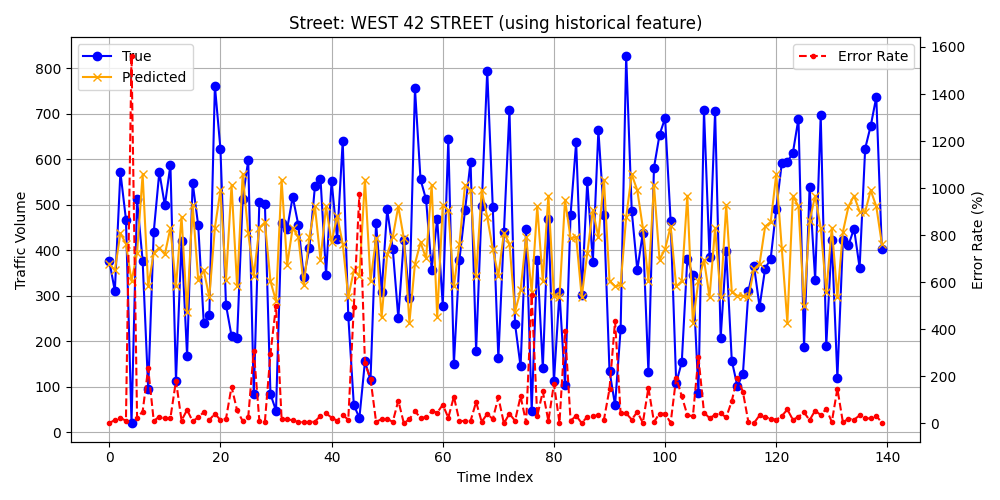 Street: WEST 42 STREET (using historical feature)
True
Predicted
Error Rate
Traffic Volume
800
700
600
500
400
300
200
100
0
1600
1400
1200
1000
800
600
400
200
0
Error Rate (%)
0 20 40 60 80 100 120 140
Time Index